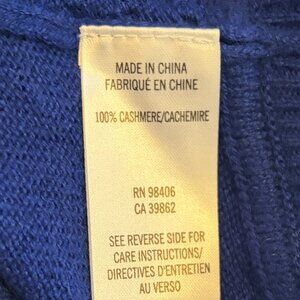 MADE IN CHINA
FABRIQUÉ EN CHINE
100% CASHMERE/CACHEMIRE
RN 98406
CA 39862
SEE REVERSE SIDE FOR
CARE INSTRUCTIONS/
DIRECTIVES D'ENTRETIEN
AU VERSO